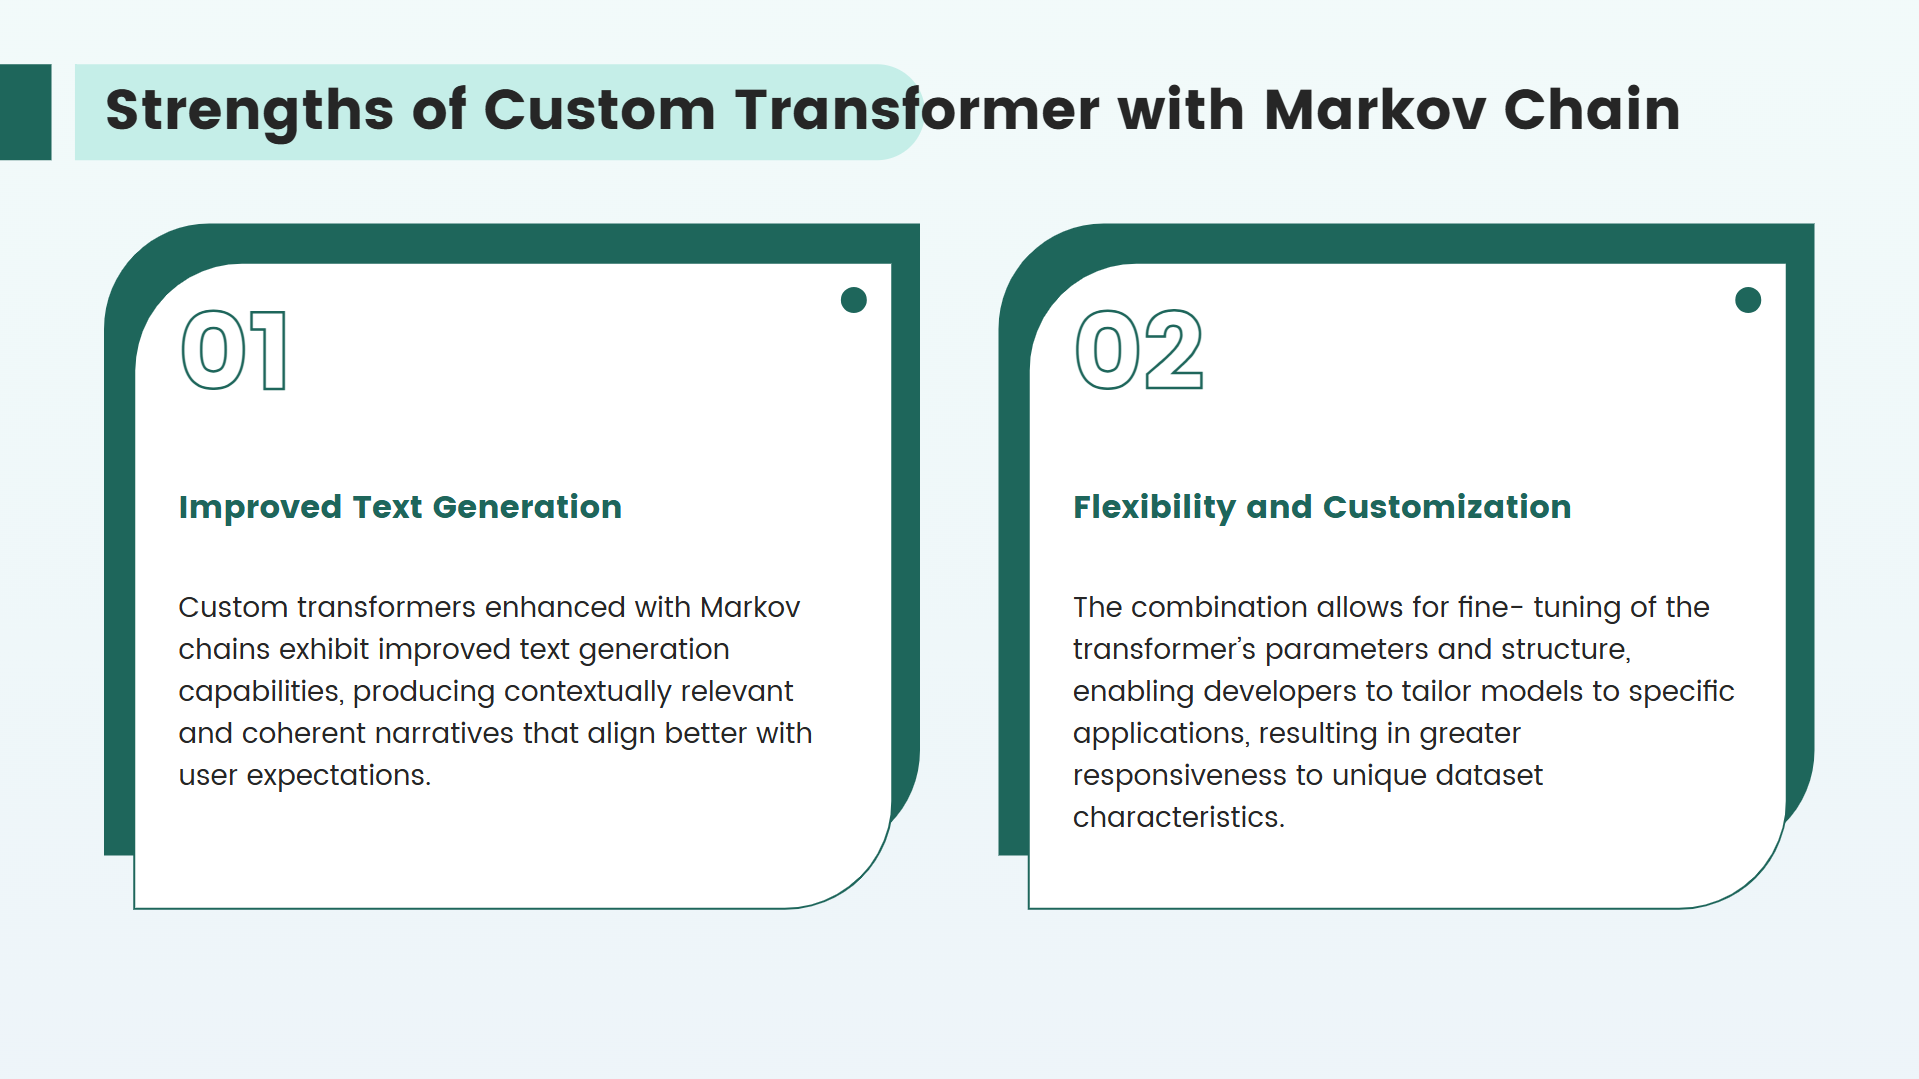 Strengths of Custom Transformer with Markov Chain
01
Improved Text Generation
Custom transformers enhanced with Markov
chains exhibit improved text generation
capabilities, producing contextually relevant
and coherent narratives that align better with
user expectations.
02
Flexibility and Customization
The combination allows for fine- tuning of the
transformer’s parameters and structure,
enabling developers to tailor models to specific
applications, resulting in greater
responsiveness to unique dataset
characteristics.